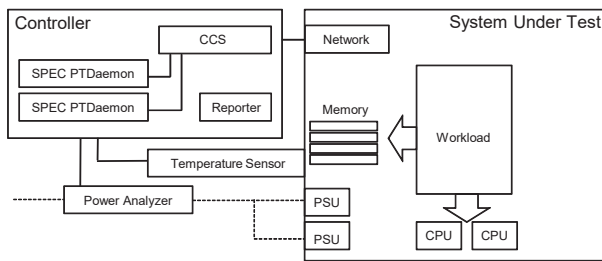 Controller
System Under Test
CCS
Network
SPEC PTDaemon
SPEC PTDaemon
Reporter
Memory
Workload
Temperature Sensor
Power Analyzer
PSU
PSU
CPU
CPU